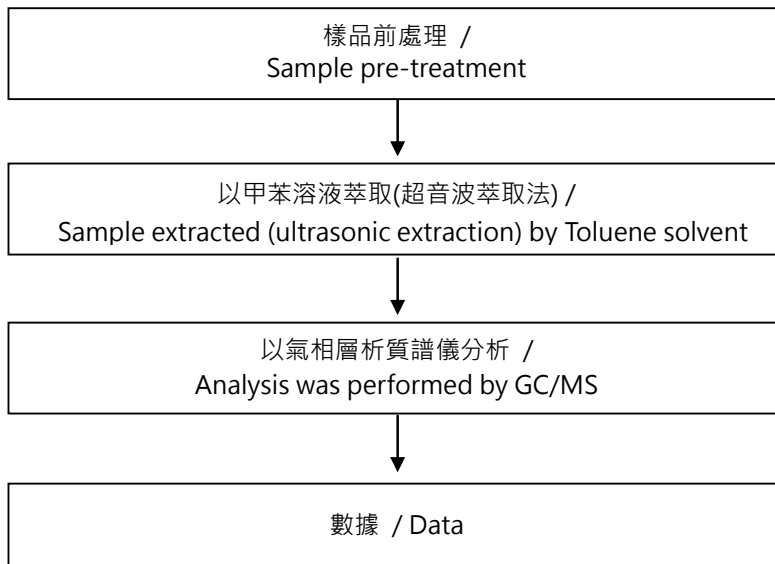 樣品前處理 /
Sample pre-treatment
以甲苯溶液萃取(超音波萃取法) /
Sample extracted (ultrasonic extraction) by Toluene solvent
以氣相層析質譜儀分析 /
Analysis was performed by GC/MS
數據 / Data